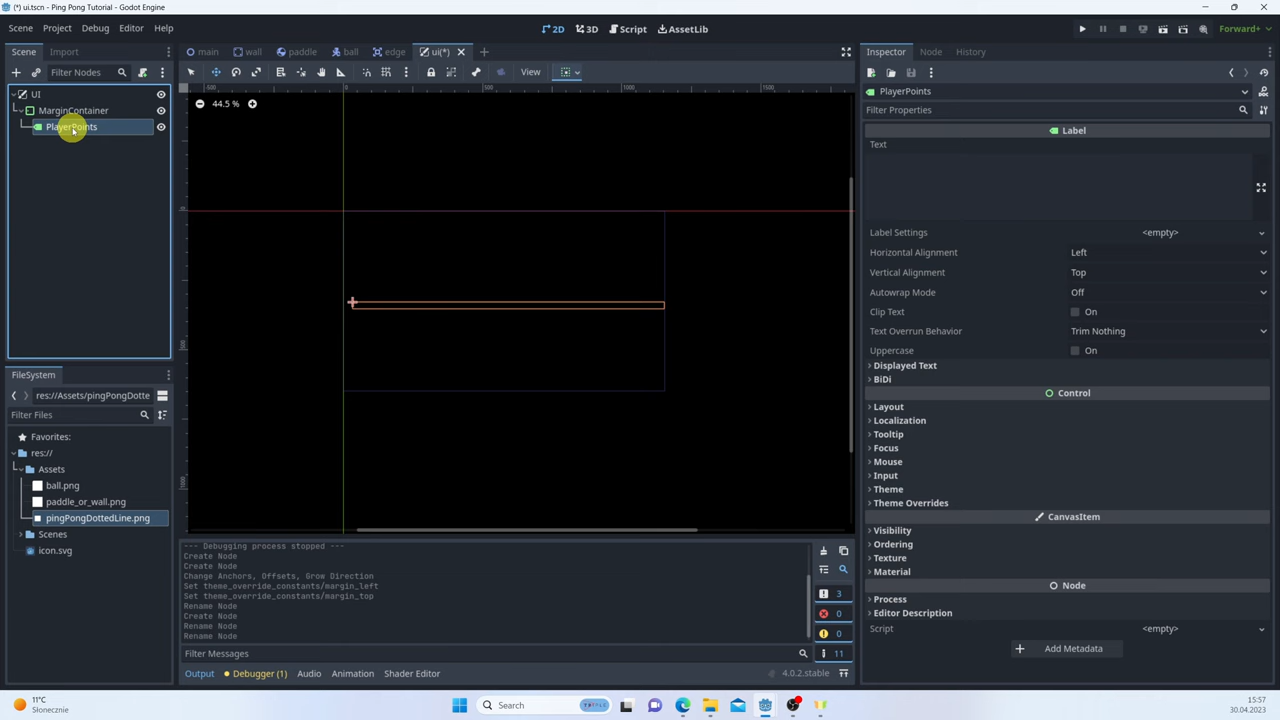 (*) ui.tscn - Ping Pong Tutorial - Godot Engine
Scene Project Debug Editor Help
2D 3D Script AssetLib
Forward+
Scene Import
main wall paddle ball edge ui(*)
Inspector Node History
Filter Nodes
View
UI
MarginContainer
PlayerPoints
44.5 %
0 500 1000
PlayerPoints
Filter Properties
Label
Text
Label Settings <empty>
Horizontal Alignment Left
Vertical Alignment Top
Autowrap Mode Off
Clip Text On
Text Overrun Behavior Trim Nothing
Uppercase On
Displayed Text
BiDi
Control
Layout
Localization
Tooltip
Focus
Mouse
Input
Theme
Theme Overrides
CanvasItem
Visibility
Ordering
Texture
Material
Node
Process
Editor Description
Script <empty>
Add Metadata
FileSystem
res://Assets/pingPongDotte
Filter Files
Favorites:
res://
Assets
ball.png
paddle_or_wall.png
pingPongDottedLine.png
Scenes
icon.svg
--- Debugging process stopped ---
Create Node
Create Node
Change Anchors, Offsets, Grow Direction
Set theme_override_constants/margin_left
Set theme_override_constants/margin_top
Rename Node
Create Node
Rename Node
Rename Node
3
0
0
11
Filter Messages
Output Debugger (1) Audio Animation Shader Editor
4.0.2.stable
11°C
Słonecznie
Search
15:57
30.04.2023